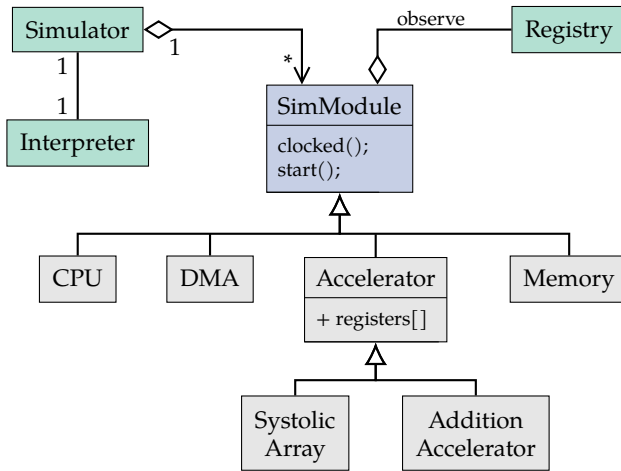 Simulator
observe
Registry
1
*
1
1
Interpreter
SimModule
clocked();
start();
CPU
DMA
Accelerator
Memory
+ registers[]
Systolic
Array
Addition
Accelerator